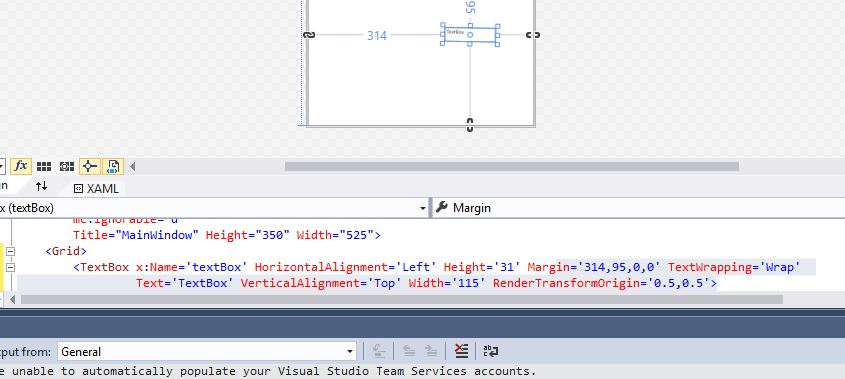 95
314
TextBox
fx
n
XAML
x (textBox)
Margin
mc:Ignorable="d"
Title="MainWindow" Height="350" Width="525">
<Grid>
<TextBox x:Name='textBox' HorizontalAlignment='Left' Height='31' Margin='314,95,0,0' TextWrapping='Wrap'
Text='TextBox' VerticalAlignment='Top' Width='115' RenderTransformOrigin='0.5,0.5'>
tput from: General
e unable to automatically populate your Visual Studio Team Services accounts.